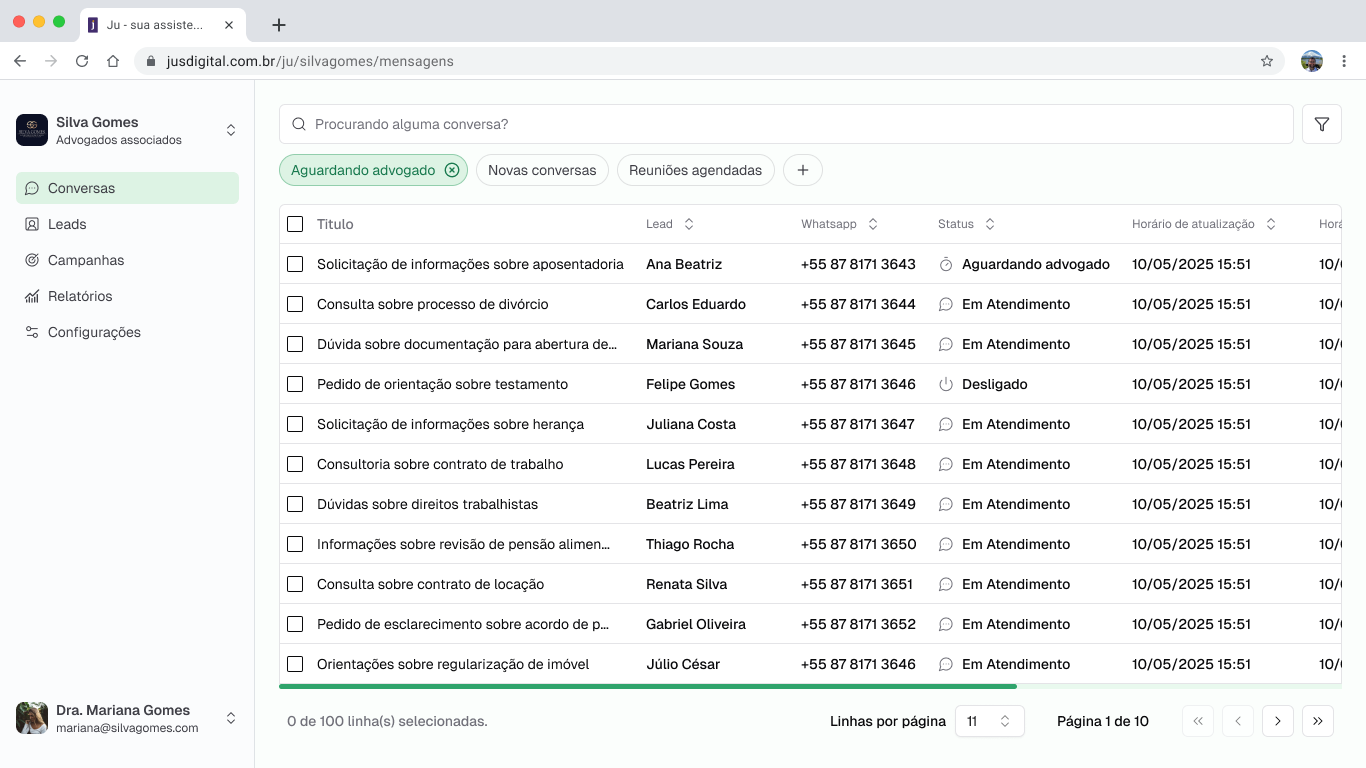 Ju - sua assiste...
jusdigital.com.br/ju/silvagomes/mensagens
Silva Gomes
Advogados associados
Conversas
Leads
Campanhas
Relatórios
Configurações
Dra. Mariana Gomes
mariana@silvagomes.com
Procurando alguma conversa?
Aguardando advogado Novas conversas Reuniões agendadas
Titulo Lead Whatsapp Status Horário de atualização Horá
Solicitação de informações sobre aposentadoria Ana Beatriz +55 87 8171 3643 Aguardando advogado 10/05/2025 15:51 10/0
Consulta sobre processo de divórcio Carlos Eduardo +55 87 8171 3644 Em Atendimento 10/05/2025 15:51 10/0
Dúvida sobre documentação para abertura de... Mariana Souza +55 87 8171 3645 Em Atendimento 10/05/2025 15:51 10/0
Pedido de orientação sobre testamento Felipe Gomes +55 87 8171 3646 Desligado 10/05/2025 15:51 10/0
Solicitação de informações sobre herança Juliana Costa +55 87 8171 3647 Em Atendimento 10/05/2025 15:51 10/0
Consultoria sobre contrato de trabalho Lucas Pereira +55 87 8171 3648 Em Atendimento 10/05/2025 15:51 10/0
Dúvidas sobre direitos trabalhistas Beatriz Lima +55 87 8171 3649 Em Atendimento 10/05/2025 15:51 10/0
Informações sobre revisão de pensão alimen... Thiago Rocha +55 87 8171 3650 Em Atendimento 10/05/2025 15:51 10/0
Consulta sobre contrato de locação Renata Silva +55 87 8171 3651 Em Atendimento 10/05/2025 15:51 10/0
Pedido de esclarecimento sobre acordo de p... Gabriel Oliveira +55 87 8171 3652 Em Atendimento 10/05/2025 15:51 10/0
Orientações sobre regularização de imóvel Júlio César +55 87 8171 3646 Em Atendimento 10/05/2025 15:51 10/0
0 de 100 linha(s) selecionadas. Linhas por página 11 Página 1 de 10